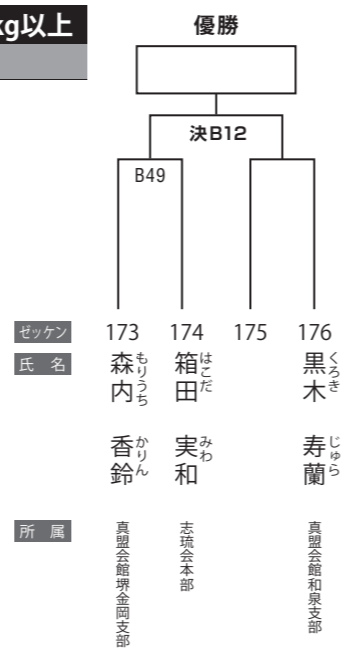 kg以上
優勝
決B12
B49
ゼッケン 173 174 175 176
氏 名
森内 香鈴
もりうち かりん
箱田 実和
はこだ みわ
黒木 寿蘭
くろき じゅら
所 属
真盟会館堺金岡支部
志琉会本部
真盟会館和泉支部